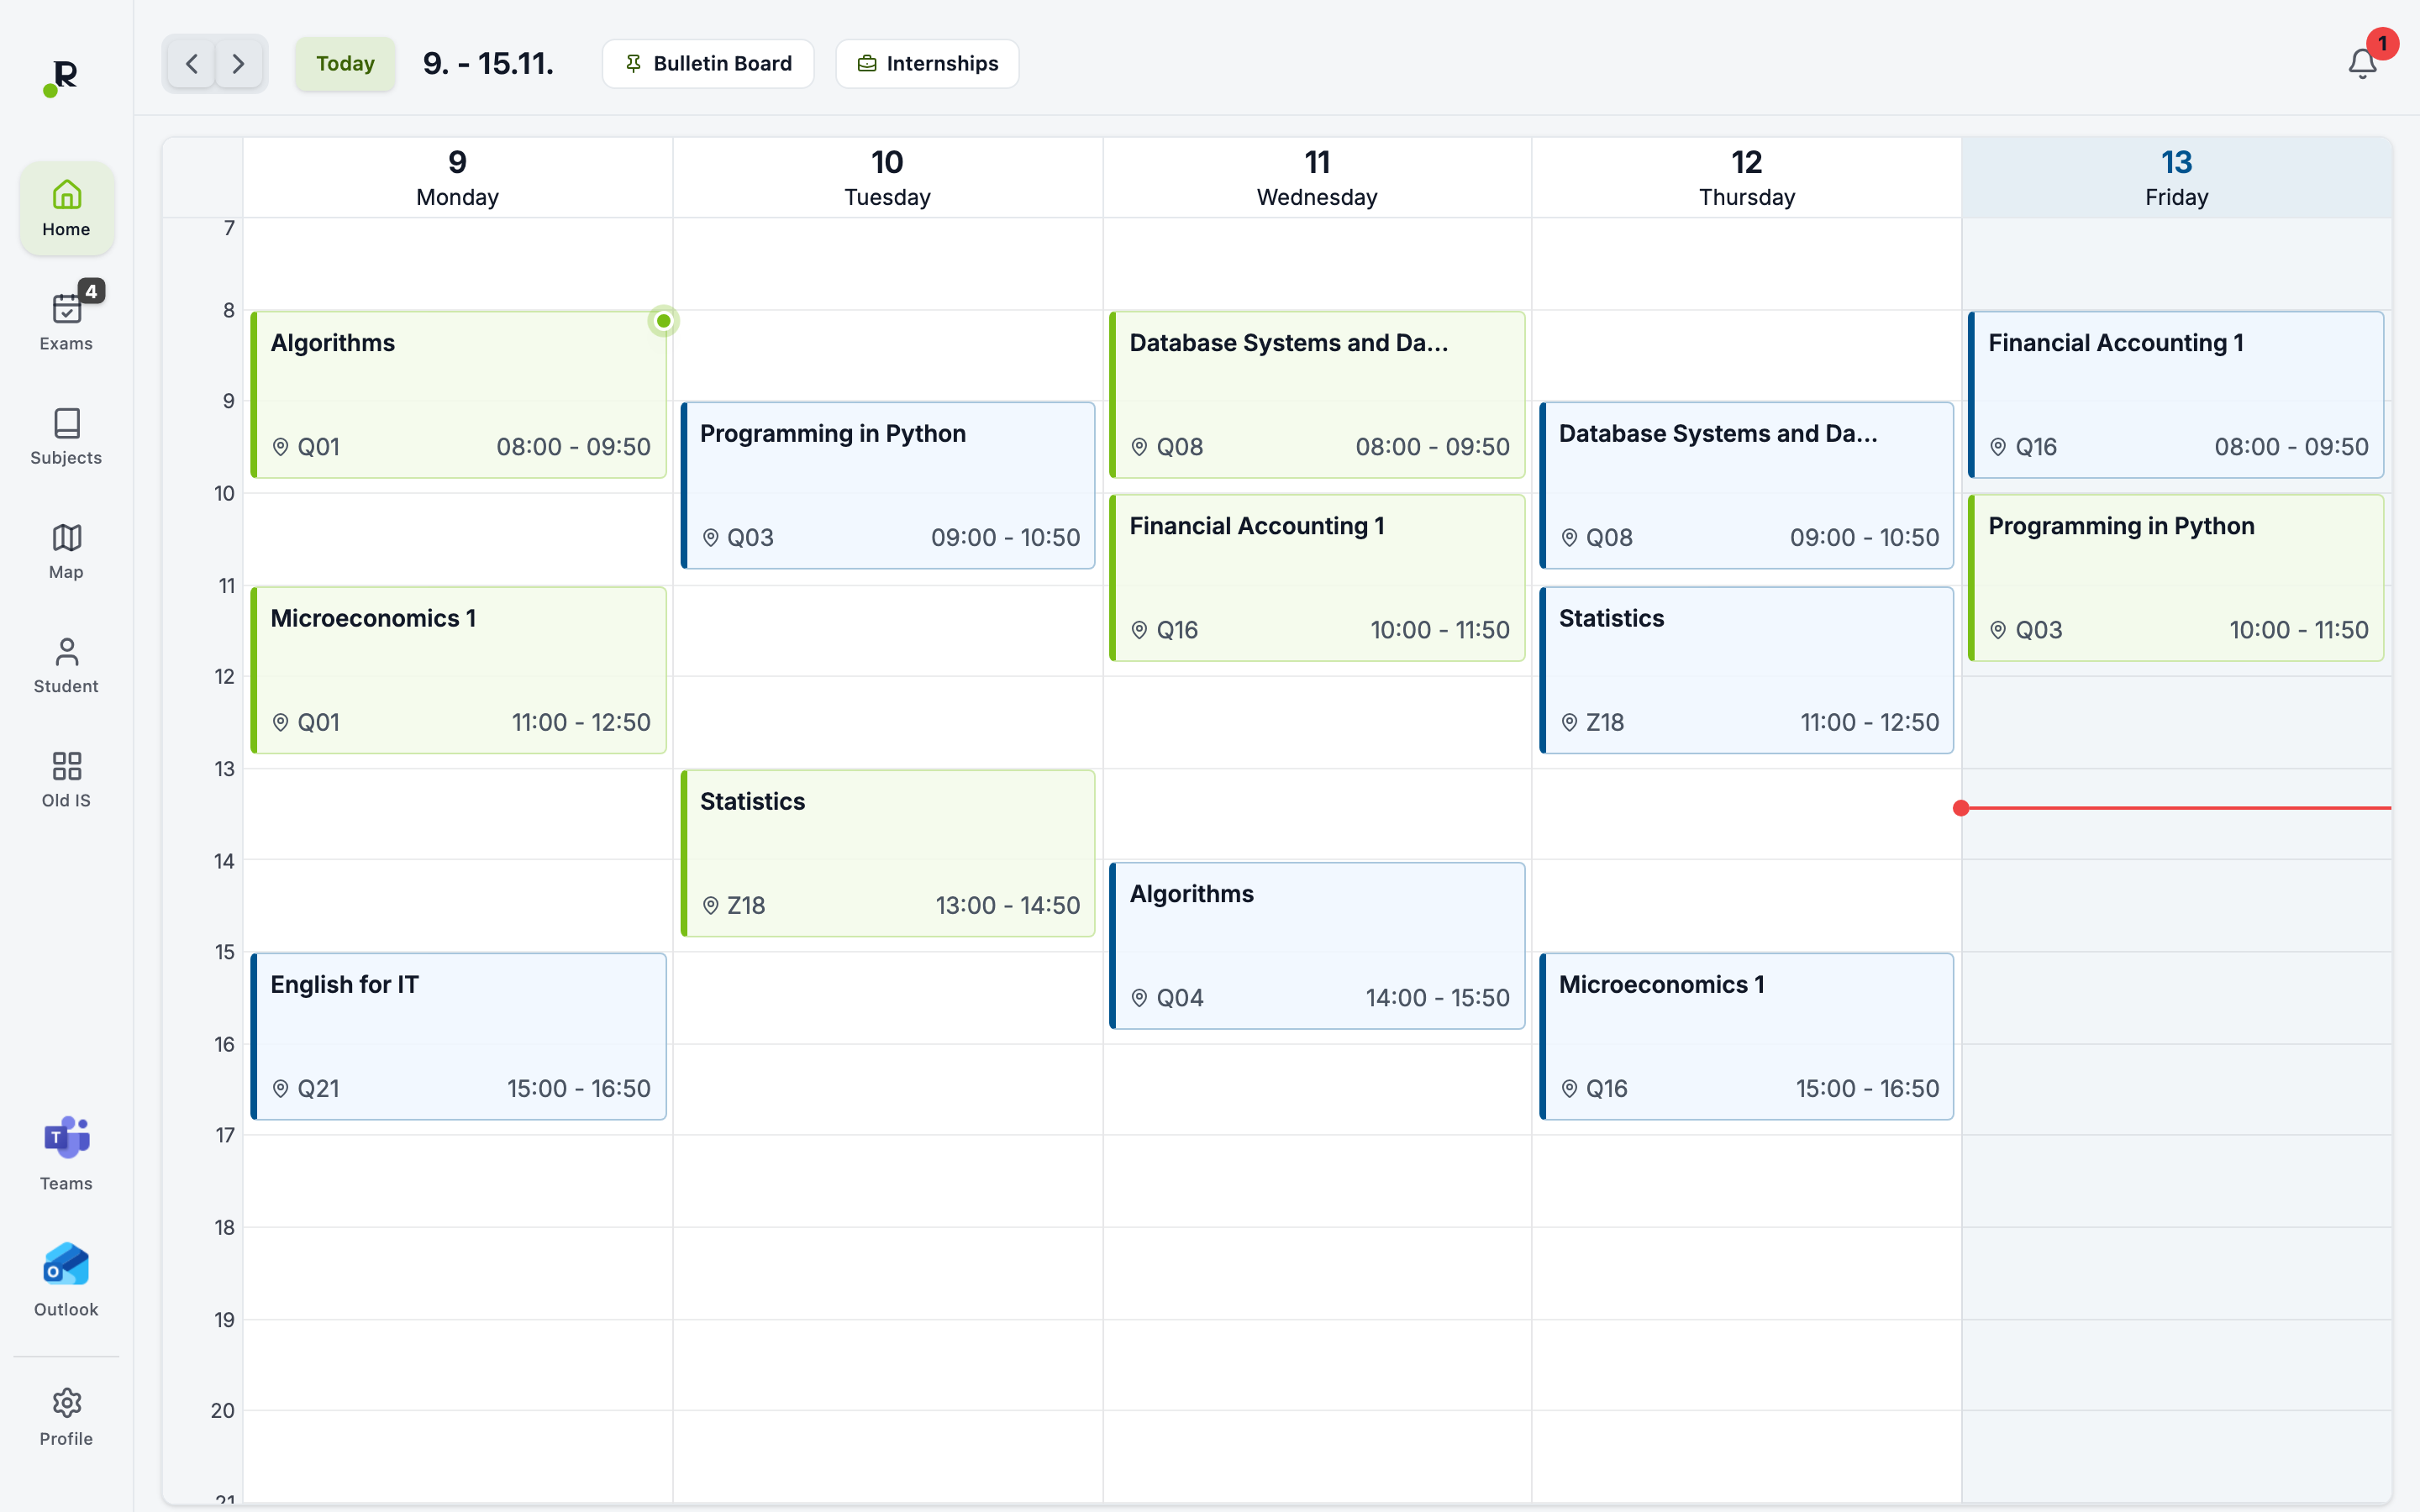 R
Today
9. - 15.11.
Bulletin Board
Internships
1
Home
4
Exams
Subjects
Map
Student
Old IS
T
Teams
O
Outlook
Profile
9
Monday
10
Tuesday
11
Wednesday
12
Thursday
13
Friday
7
8
9
10
11
12
13
14
15
16
17
18
19
20
21
Algorithms
Q01 08:00 - 09:50
Microeconomics 1
Q01 11:00 - 12:50
English for IT
Q21 15:00 - 16:50
Programming in Python
Q03 09:00 - 10:50
Statistics
Z18 13:00 - 14:50
Database Systems and Da...
Q08 08:00 - 09:50
Financial Accounting 1
Q16 10:00 - 11:50
Algorithms
Q04 14:00 - 15:50
Database Systems and Da...
Q08 09:00 - 10:50
Statistics
Z18 11:00 - 12:50
Microeconomics 1
Q16 15:00 - 16:50
Financial Accounting 1
Q16 08:00 - 09:50
Programming in Python
Q03 10:00 - 11:50